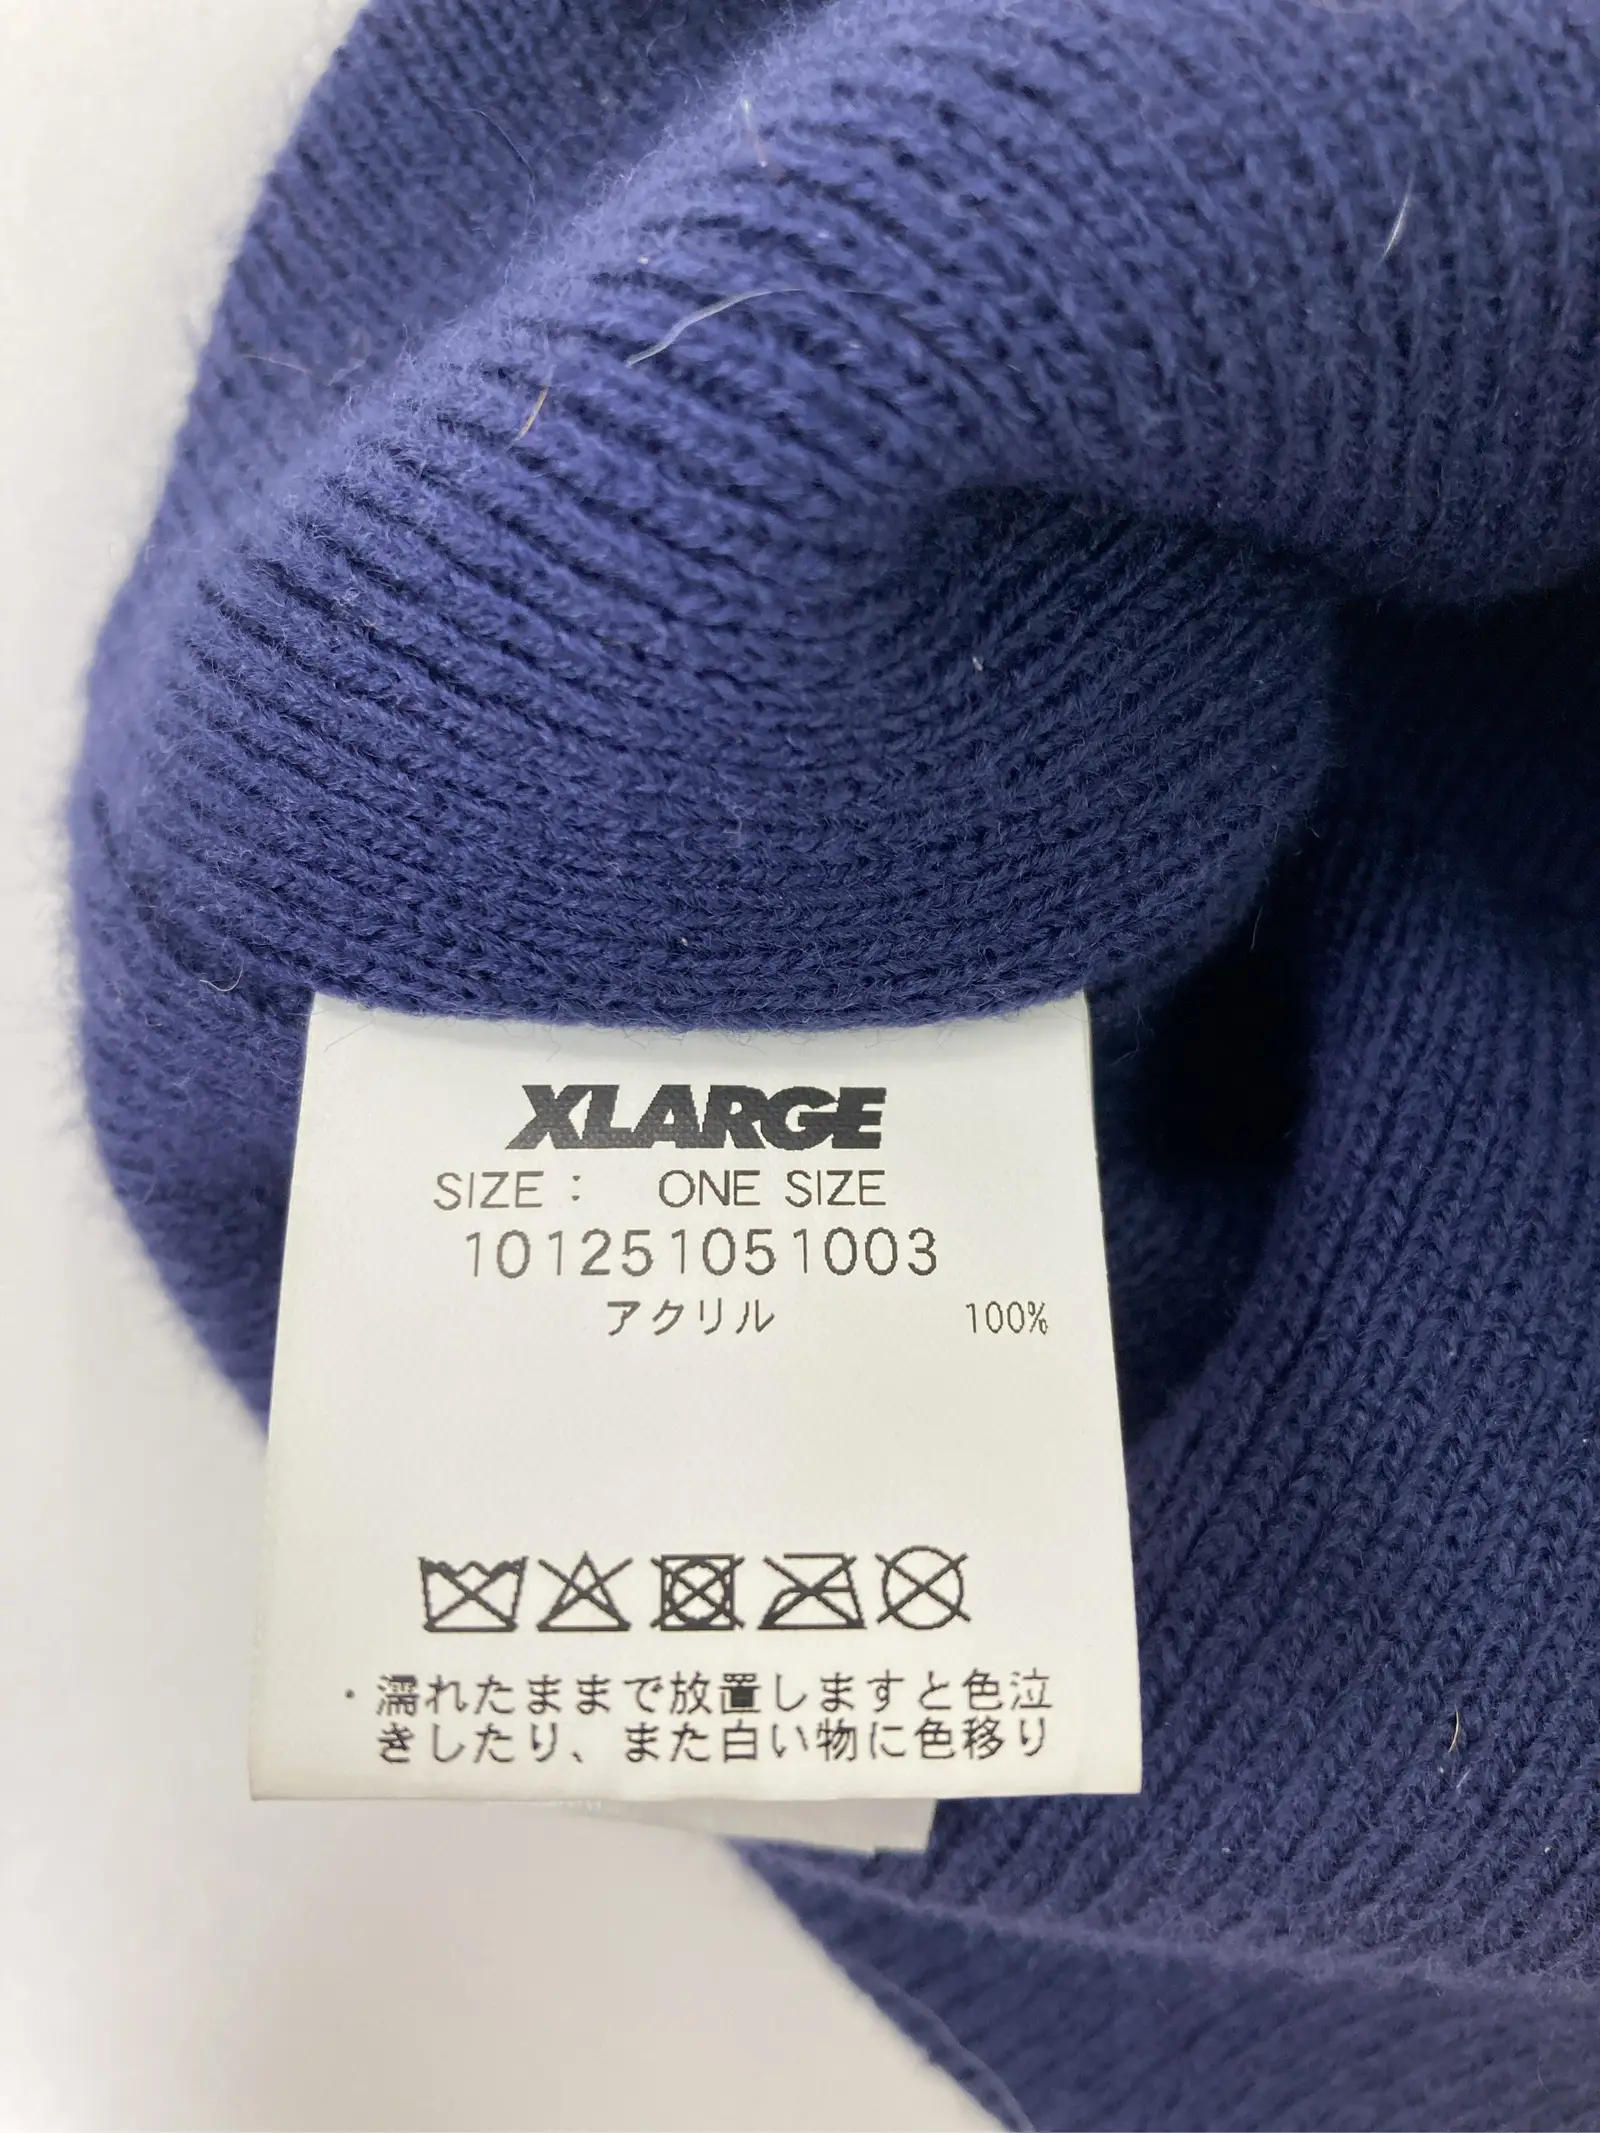 XLARGE
SIZE： ONE SIZE
101251051003
アクリル 100%
・濡れたままで放置しますと色泣
きしたり、また白い物に色移り